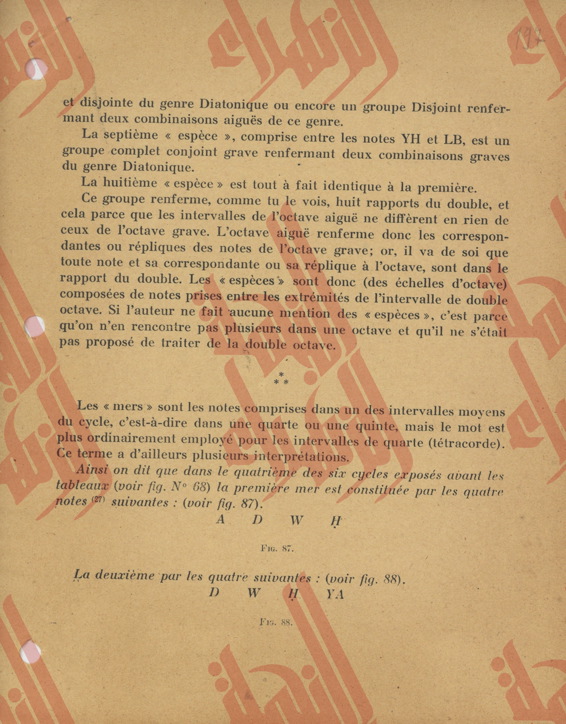 192
et disjointe du genre Diatonique ou encore un groupe Disjoint renfer-
mant deux combinaisons aiguës de ce genre.
La septième « espèce », comprise entre les notes YH et LB, est un
groupe complet conjoint grave renfermant deux combinaisons graves
du genre Diatonique.
La huitième « espèce » est tout à fait identique à la première.
Ce groupe renferme, comme tu le vois, huit rapports du double, et
cela parce que les intervalles de l'octave aiguë ne diffèrent en rien de
ceux de l'octave grave. L'octave aiguë renferme donc les correspon-
dantes ou répliques des notes de l'octave grave; or, il va de soi que
toute note et sa correspondante ou sa réplique à l'octave, sont dans le
rapport du double. Les « espèces » sont donc (des échelles d'octave)
composées de notes prises entre les extrémités de l'intervalle de double
octave. Si l'auteur ne fait aucune mention des « espèces », c'est parce
qu'on n'en rencontre pas plusieurs dans une octave et qu'il ne s'était
pas proposé de traiter de la double octave.
*
* *
Les « mers » sont les notes comprises dans un des intervalles moyens
du cycle, c'est-à-dire dans une quarte ou une quinte, mais le mot est
plus ordinairement employé pour les intervalles de quarte (tétracorde).
Ce terme a d'ailleurs plusieurs interprétations.
Ainsi on dit que dans le quatrième des six cycles exposés avant les
tableaux (voir fig. N° 68) la première mer est constituée par les quatre
notes (27) suivantes : (voir fig. 87).
A D W Ḥ
FIG. 87.
La deuxième par les quatre suivantes : (voir fig. 88).
D W Ḥ YA
FIG. 88.